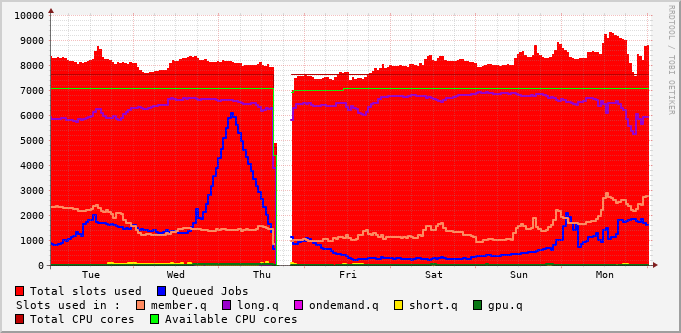 10000
9000
8000
7000
6000
5000
4000
3000
2000
1000
0
Tue Wed Thu Fri Sat Sun Mon
Total slots used Queued Jobs
Slots used in : member.q long.q ondemand.q short.q gpu.q
Total CPU cores Available CPU cores
RRDTOOL / TOBI OETIKER